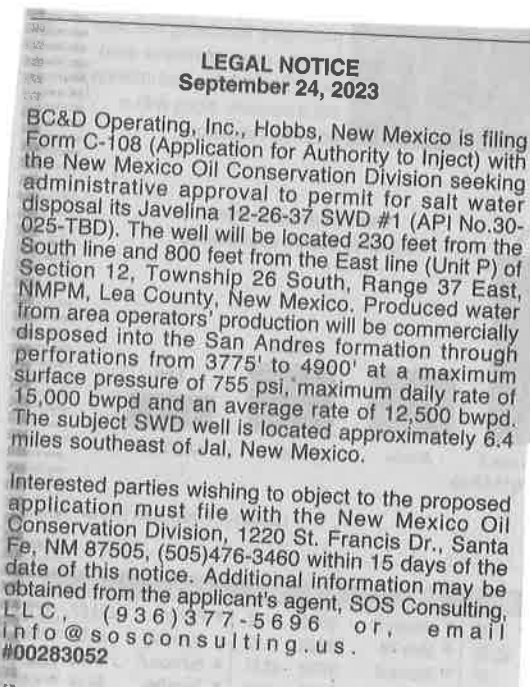 LEGAL NOTICE
September 24, 2023
BC&D Operating, Inc., Hobbs, New Mexico is filing
Form C-108 (Application for Authority to Inject) with
the New Mexico Oil Conservation Division seeking
administrative approval to permit for salt water
disposal its Javelina 12-26-37 SWD #1 (API No.30-
025-TBD). The well will be located 230 feet from the
South line and 800 feet from the East line (Unit P) of
Section 12, Township 26 South, Range 37 East,
NMPM, Lea County, New Mexico. Produced water
from area operators' production will be commercially
disposed into the San Andres formation through
perforations from 3775' to 4900' at a maximum
surface pressure of 755 psi, maximum daily rate of
15,000 bwpd and an average rate of 12,500 bwpd.
The subject SWD well is located approximately 6.4
miles southeast of Jal, New Mexico.
Interested parties wishing to object to the proposed
application must file with the New Mexico Oil
Conservation Division, 1220 St. Francis Dr., Santa
Fe, NM 87505, (505)476-3460 within 15 days of the
date of this notice. Additional information may be
obtained from the applicant's agent, SOS Consulting,
LLC, (936)377-5696 or, email
info@sosconsulting.us.
#00283052